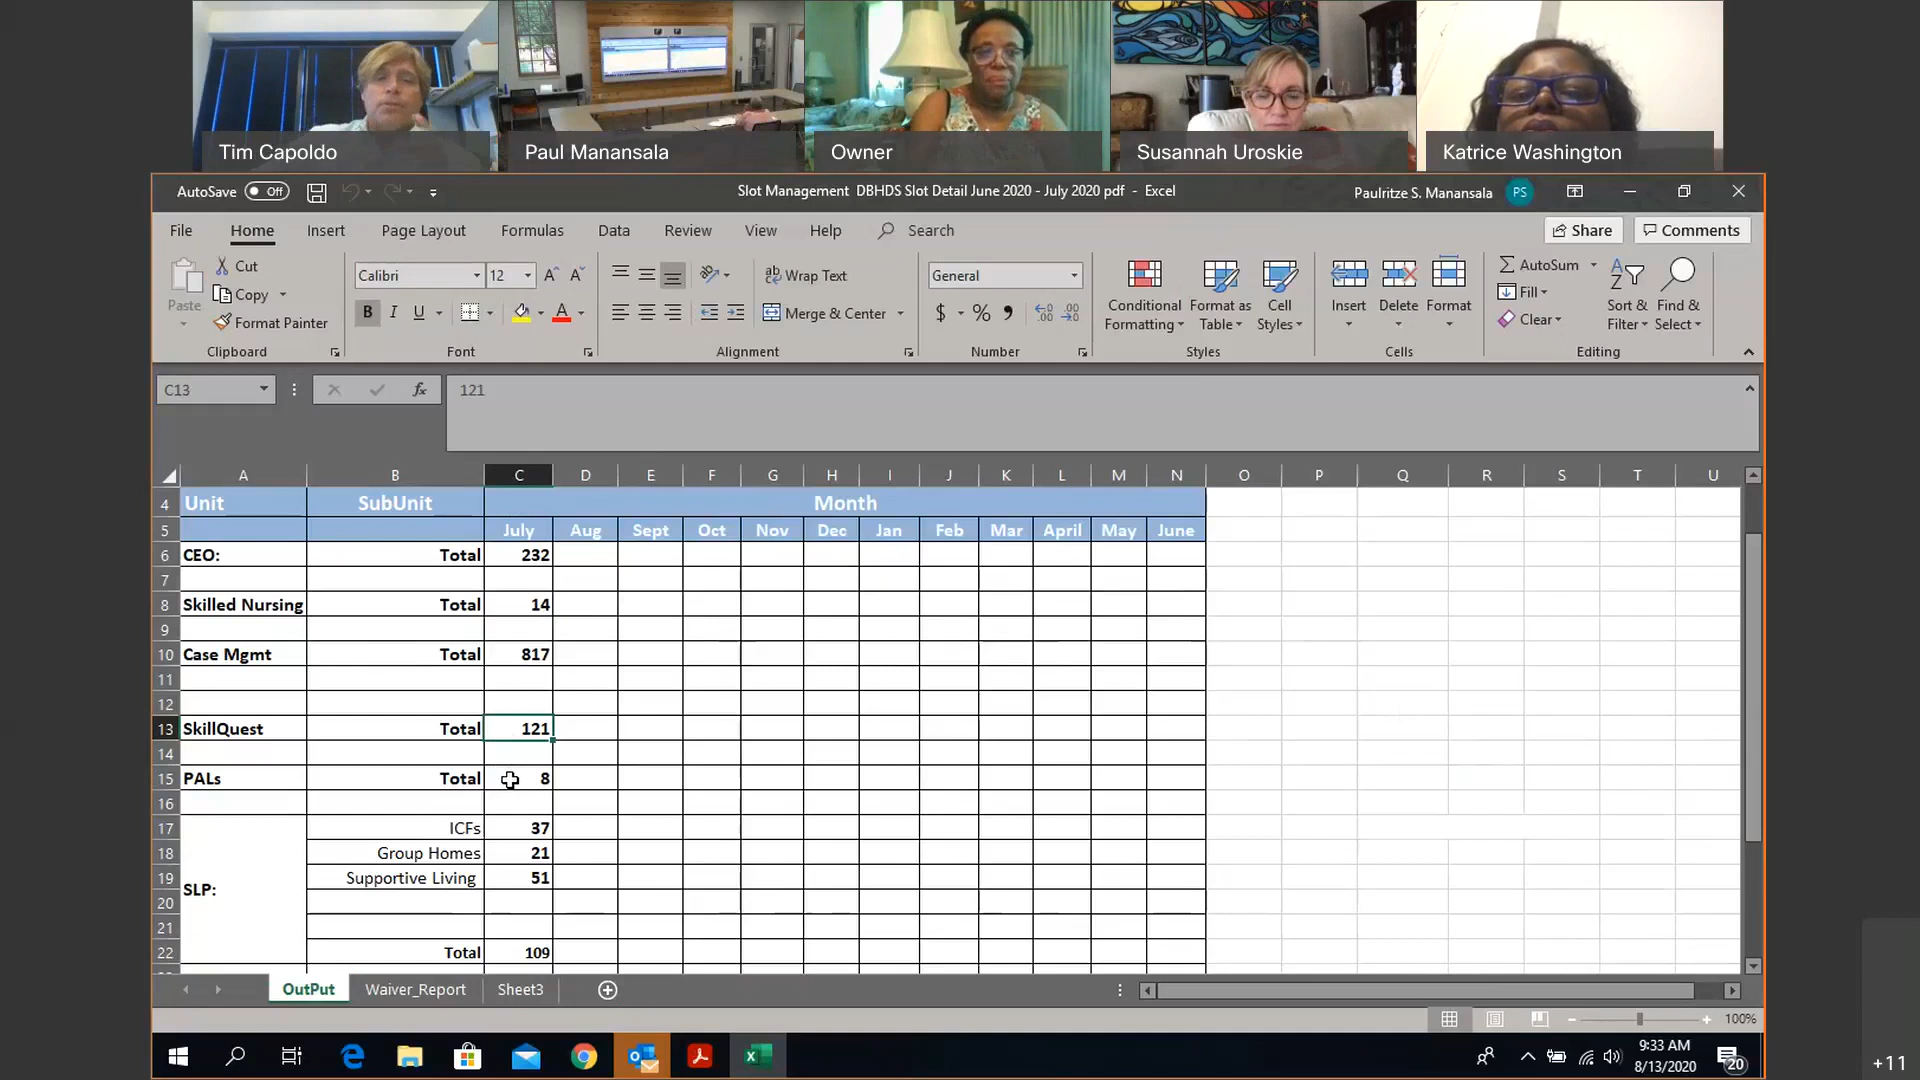 Tim Capoldo
Paul Manansala
Owner
Susannah Uroskie
Katrice Washington
AutoSave Off
Slot Management DBHDS Slot Detail June 2020 - July 2020 pdf - Excel
Paulritze S. Manansala PS
File Home Insert Page Layout Formulas Data Review View Help Search
Share Comments
Paste
Cut
Copy
Format Painter
Clipboard
Calibri 12
B I U
Font
Wrap Text
Merge & Center
Alignment
General
$ %
Number
Conditional Formatting
Format as Table
Cell Styles
Styles
Insert Delete Format
Cells
AutoSum
Fill
Clear
Sort & Filter
Find & Select
Editing
C13 fx 121
A B C D E F G H I J K L M N O P Q R S T U
4 Unit SubUnit Month
5 July Aug Sept Oct Nov Dec Jan Feb Mar April May June
6 CEO: Total 232
7
8 Skilled Nursing Total 14
9
10 Case Mgmt Total 817
11
12
13 SkillQuest Total 121
14
15 PALs Total 8
16
17 ICFs 37
18 Group Homes 21
19 SLP: Supportive Living 51
20
21
22 Total 109
OutPut Waiver_Report Sheet3
100%
9:33 AM
8/13/2020
20
+11